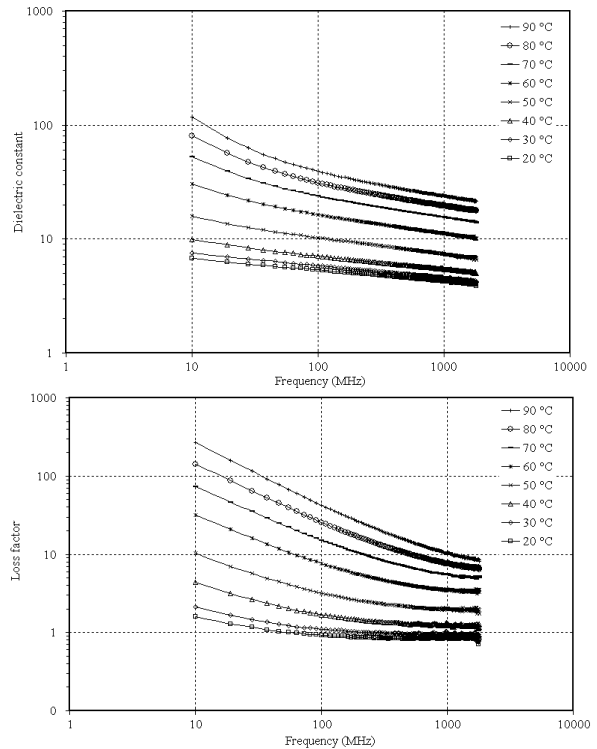 1000
100
10
1
Dielectric constant
90 °C
80 °C
70 °C
60 °C
50 °C
40 °C
30 °C
20 °C
1 10 100 1000 10000
Frequency (MHz)
1000
100
10
1
0
Loss factor
90 °C
80 °C
70 °C
60 °C
50 °C
40 °C
30 °C
20 °C
1 10 100 1000 10000
Frequency (MHz)